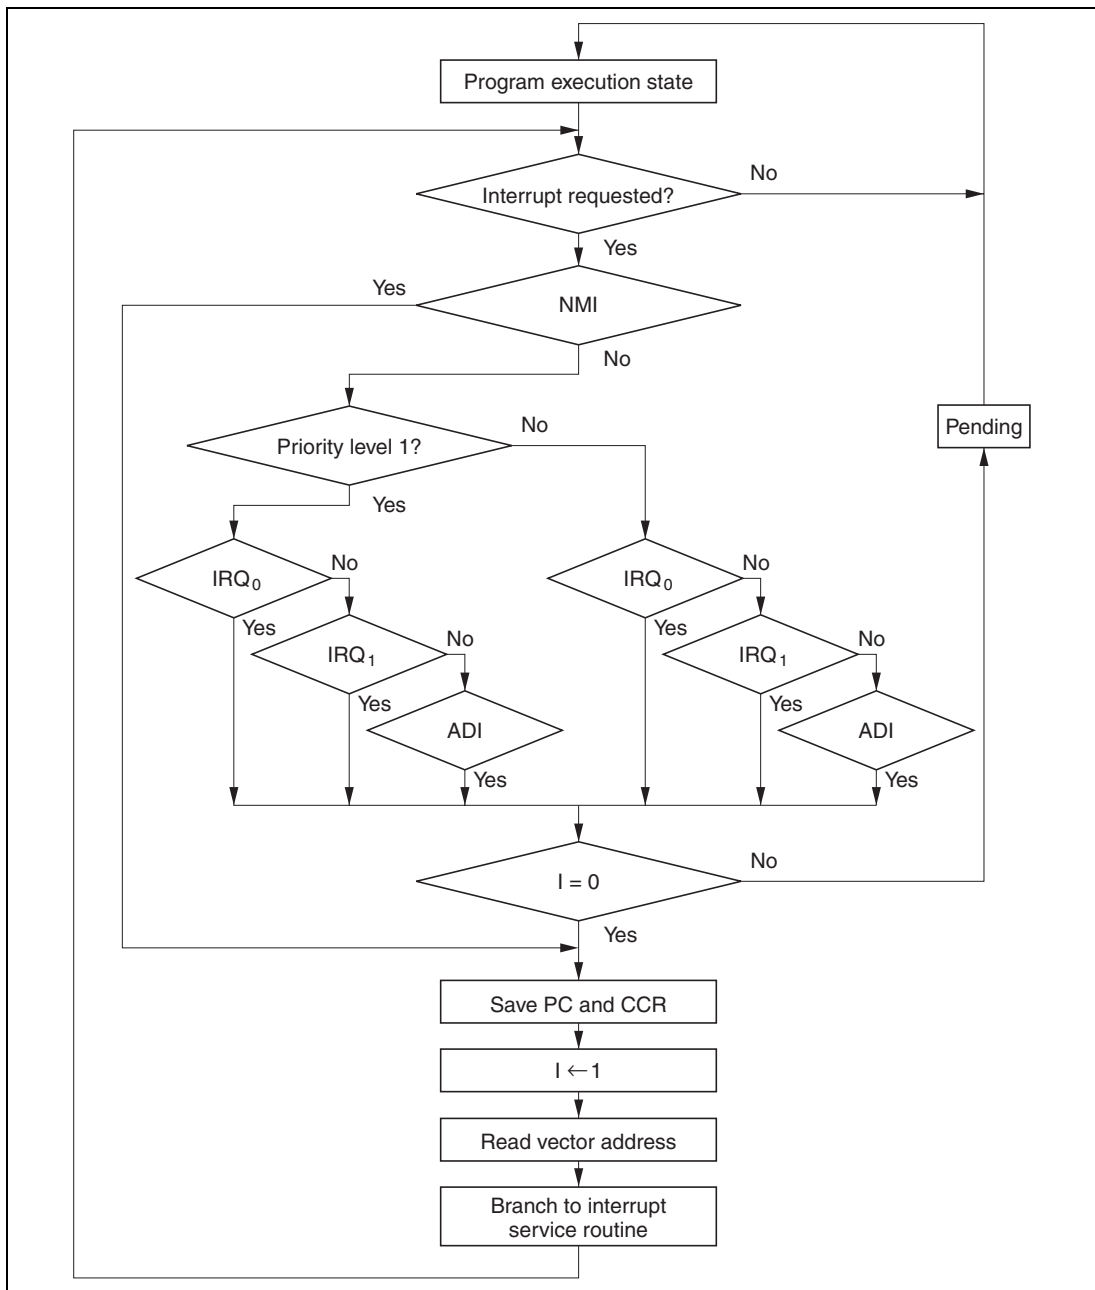 Program execution state
Interrupt requested?
No
Yes
NMI
Yes
No
Priority level 1?
No
Yes
Pending
IRQ0
No
Yes
IRQ1
No
Yes
ADI
Yes
IRQ0
No
Yes
IRQ1
No
Yes
ADI
Yes
I = 0
No
Yes
Save PC and CCR
I ← 1
Read vector address
Branch to interrupt
service routine